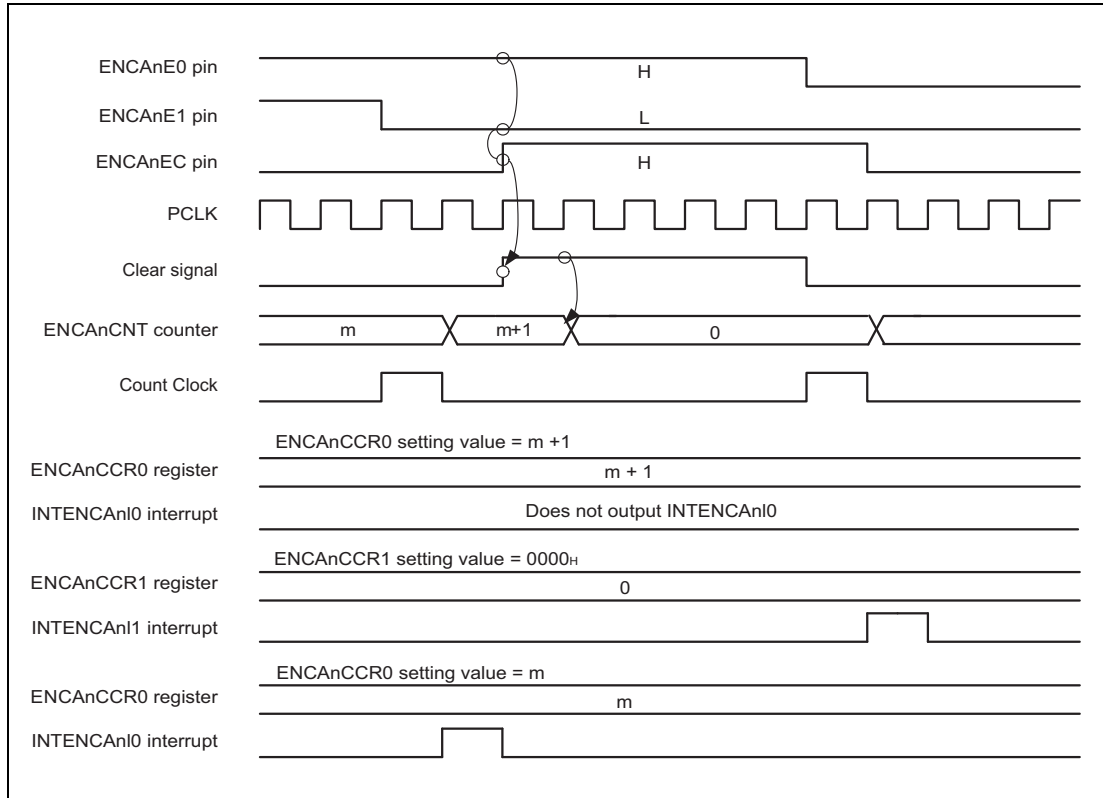 ENCAnE0 pin
H
ENCAnE1 pin
L
ENCAnEC pin
H
PCLK
Clear signal
ENCAnCNT counter
m
m+1
0
Count Clock
ENCAnCCR0 setting value = m +1
ENCAnCCR0 register
m + 1
INTENCAnI0 interrupt
Does not output INTENCAnI0
ENCAnCCR1 setting value = 0000H
ENCAnCCR1 register
0
INTENCAnI1 interrupt
ENCAnCCR0 setting value = m
ENCAnCCR0 register
m
INTENCAnI0 interrupt